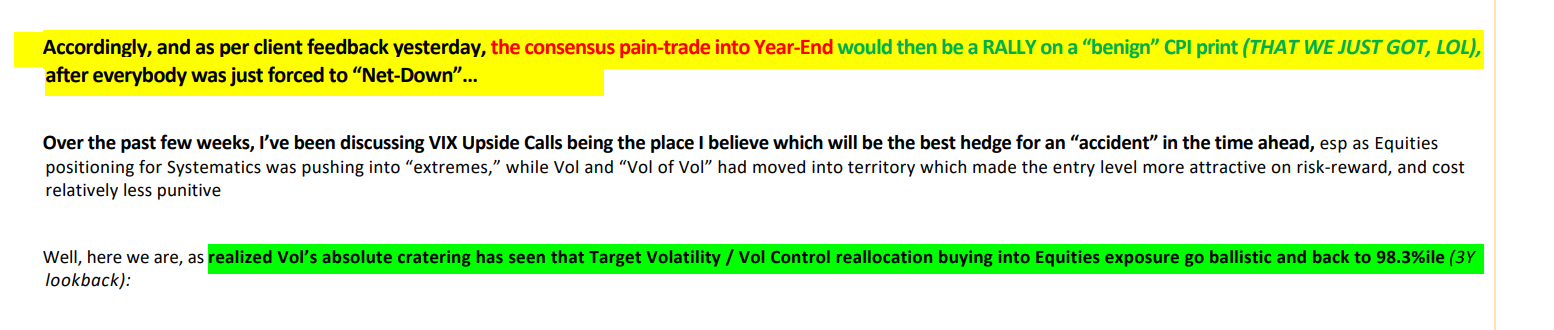 Accordingly, and as per client feedback yesterday, the consensus pain-trade into Year-End would then be a RALLY on a “benign” CPI print (THAT WE JUST GOT, LOL),
after everybody was just forced to “Net-Down”…
Over the past few weeks, I’ve been discussing VIX Upside Calls being the place I believe which will be the best hedge for an “accident” in the time ahead, esp as Equities
positioning for Systematics was pushing into “extremes,” while Vol and “Vol of Vol” had moved into territory which made the entry level more attractive on risk-reward, and cost
relatively less punitive
Well, here we are, as realized Vol’s absolute cratering has seen that Target Volatility / Vol Control reallocation buying into Equities exposure go ballistic and back to 98.3%ile (3Y
lookback):